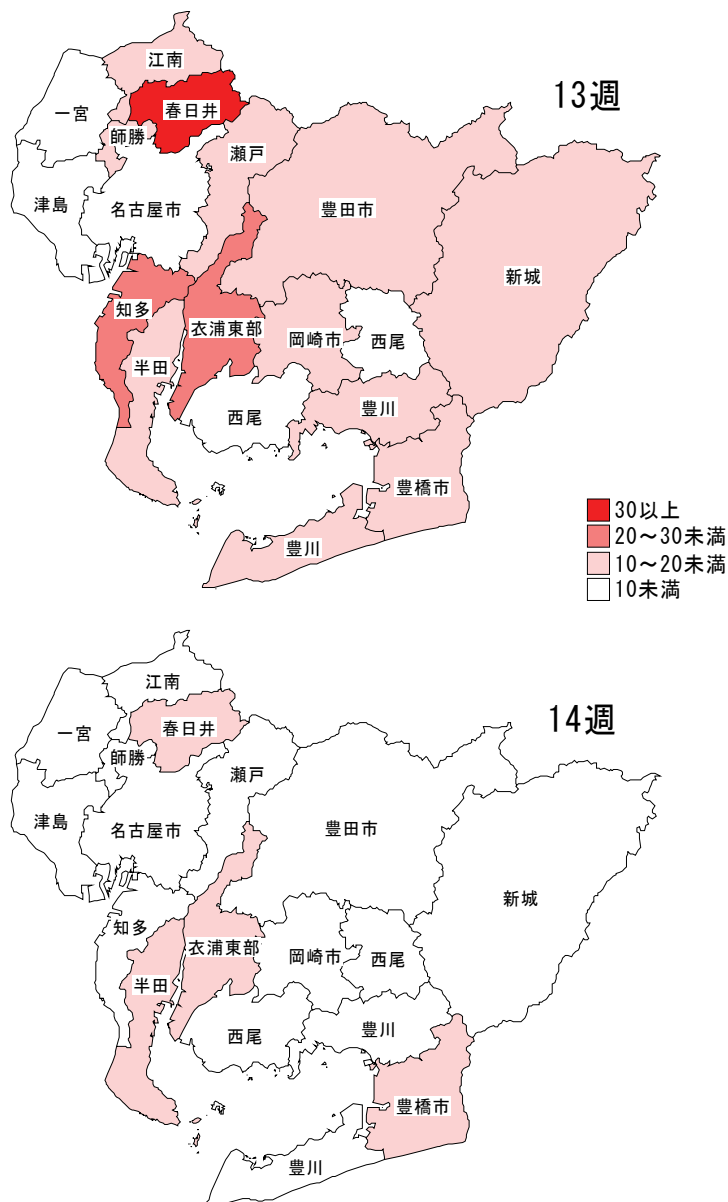 江南
13週
一宮
春日井
師勝
瀬戸
津島
名古屋市
豊田市
新城
知多
衣浦東部
岡崎市
西尾
半田
西尾
豊川
豊橋市
豊川
30以上
20～30未満
10～20未満
10未満
江南
14週
一宮
春日井
師勝
瀬戸
津島
名古屋市
豊田市
新城
知多
衣浦東部
岡崎市
西尾
半田
西尾
豊川
豊橋市
豊川